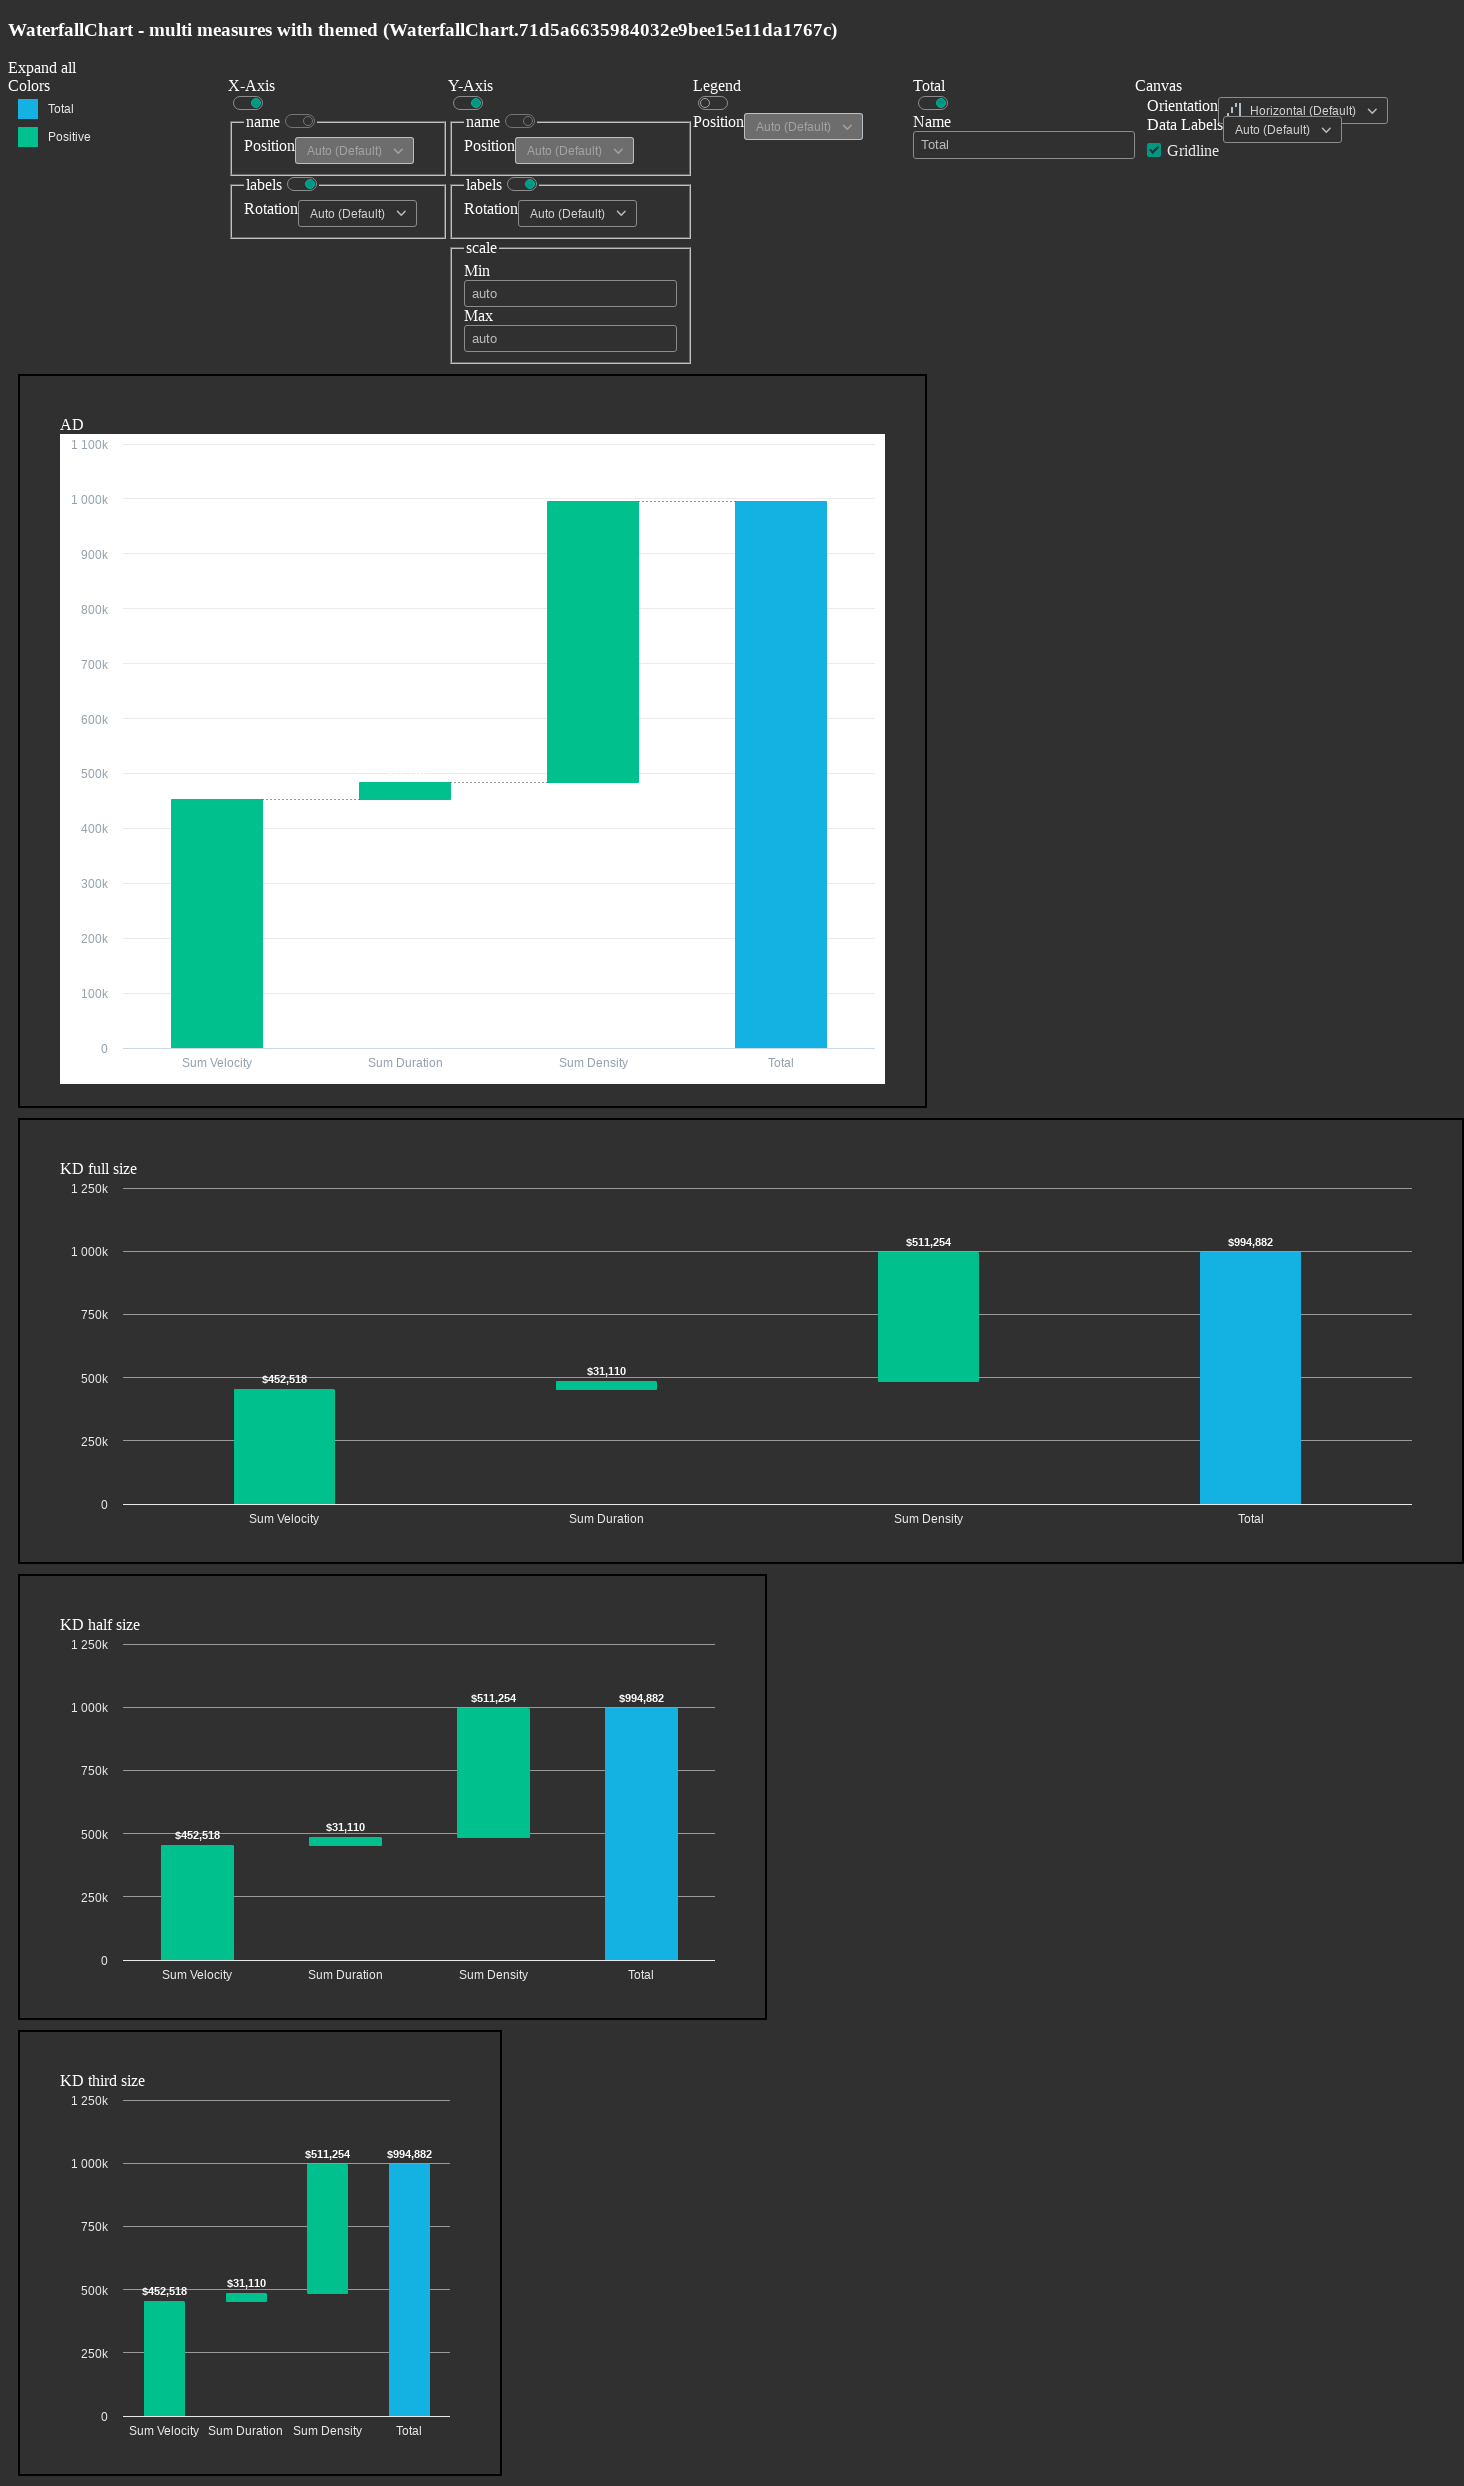 WaterfallChart - multi measures with themed (WaterfallChart.71d5a6635984032e9bee15e11da1767c)
Expand all
Colors
Total
Positive
X-Axis
name
Position Auto (Default)
labels
Rotation Auto (Default)
Y-Axis
name
Position Auto (Default)
labels
Rotation Auto (Default)
scale
Min
auto
Max
auto
Legend
Position Auto (Default)
Total
Name
Total
Canvas
Orientation Horizontal (Default)
Data Labels Auto (Default)
Gridline
AD
1 100k
1 000k
900k
800k
700k
600k
500k
400k
300k
200k
100k
0
Sum Velocity Sum Duration Sum Density Total
KD full size
1 250k
1 000k
750k
500k
250k
0
$452,518 $31,110 $511,254 $994,882
Sum Velocity Sum Duration Sum Density Total
KD half size
1 250k
1 000k
750k
500k
250k
0
$452,518 $31,110 $511,254 $994,882
Sum Velocity Sum Duration Sum Density Total
KD third size
1 250k
1 000k
750k
500k
250k
0
$452,518 $31,110 $511,254 $994,882
Sum Velocity Sum Duration Sum Density Total